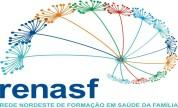 renasf
REDE NORDESTE DE FORMAÇÃO EM SAÚDE DA FAMÍLIA